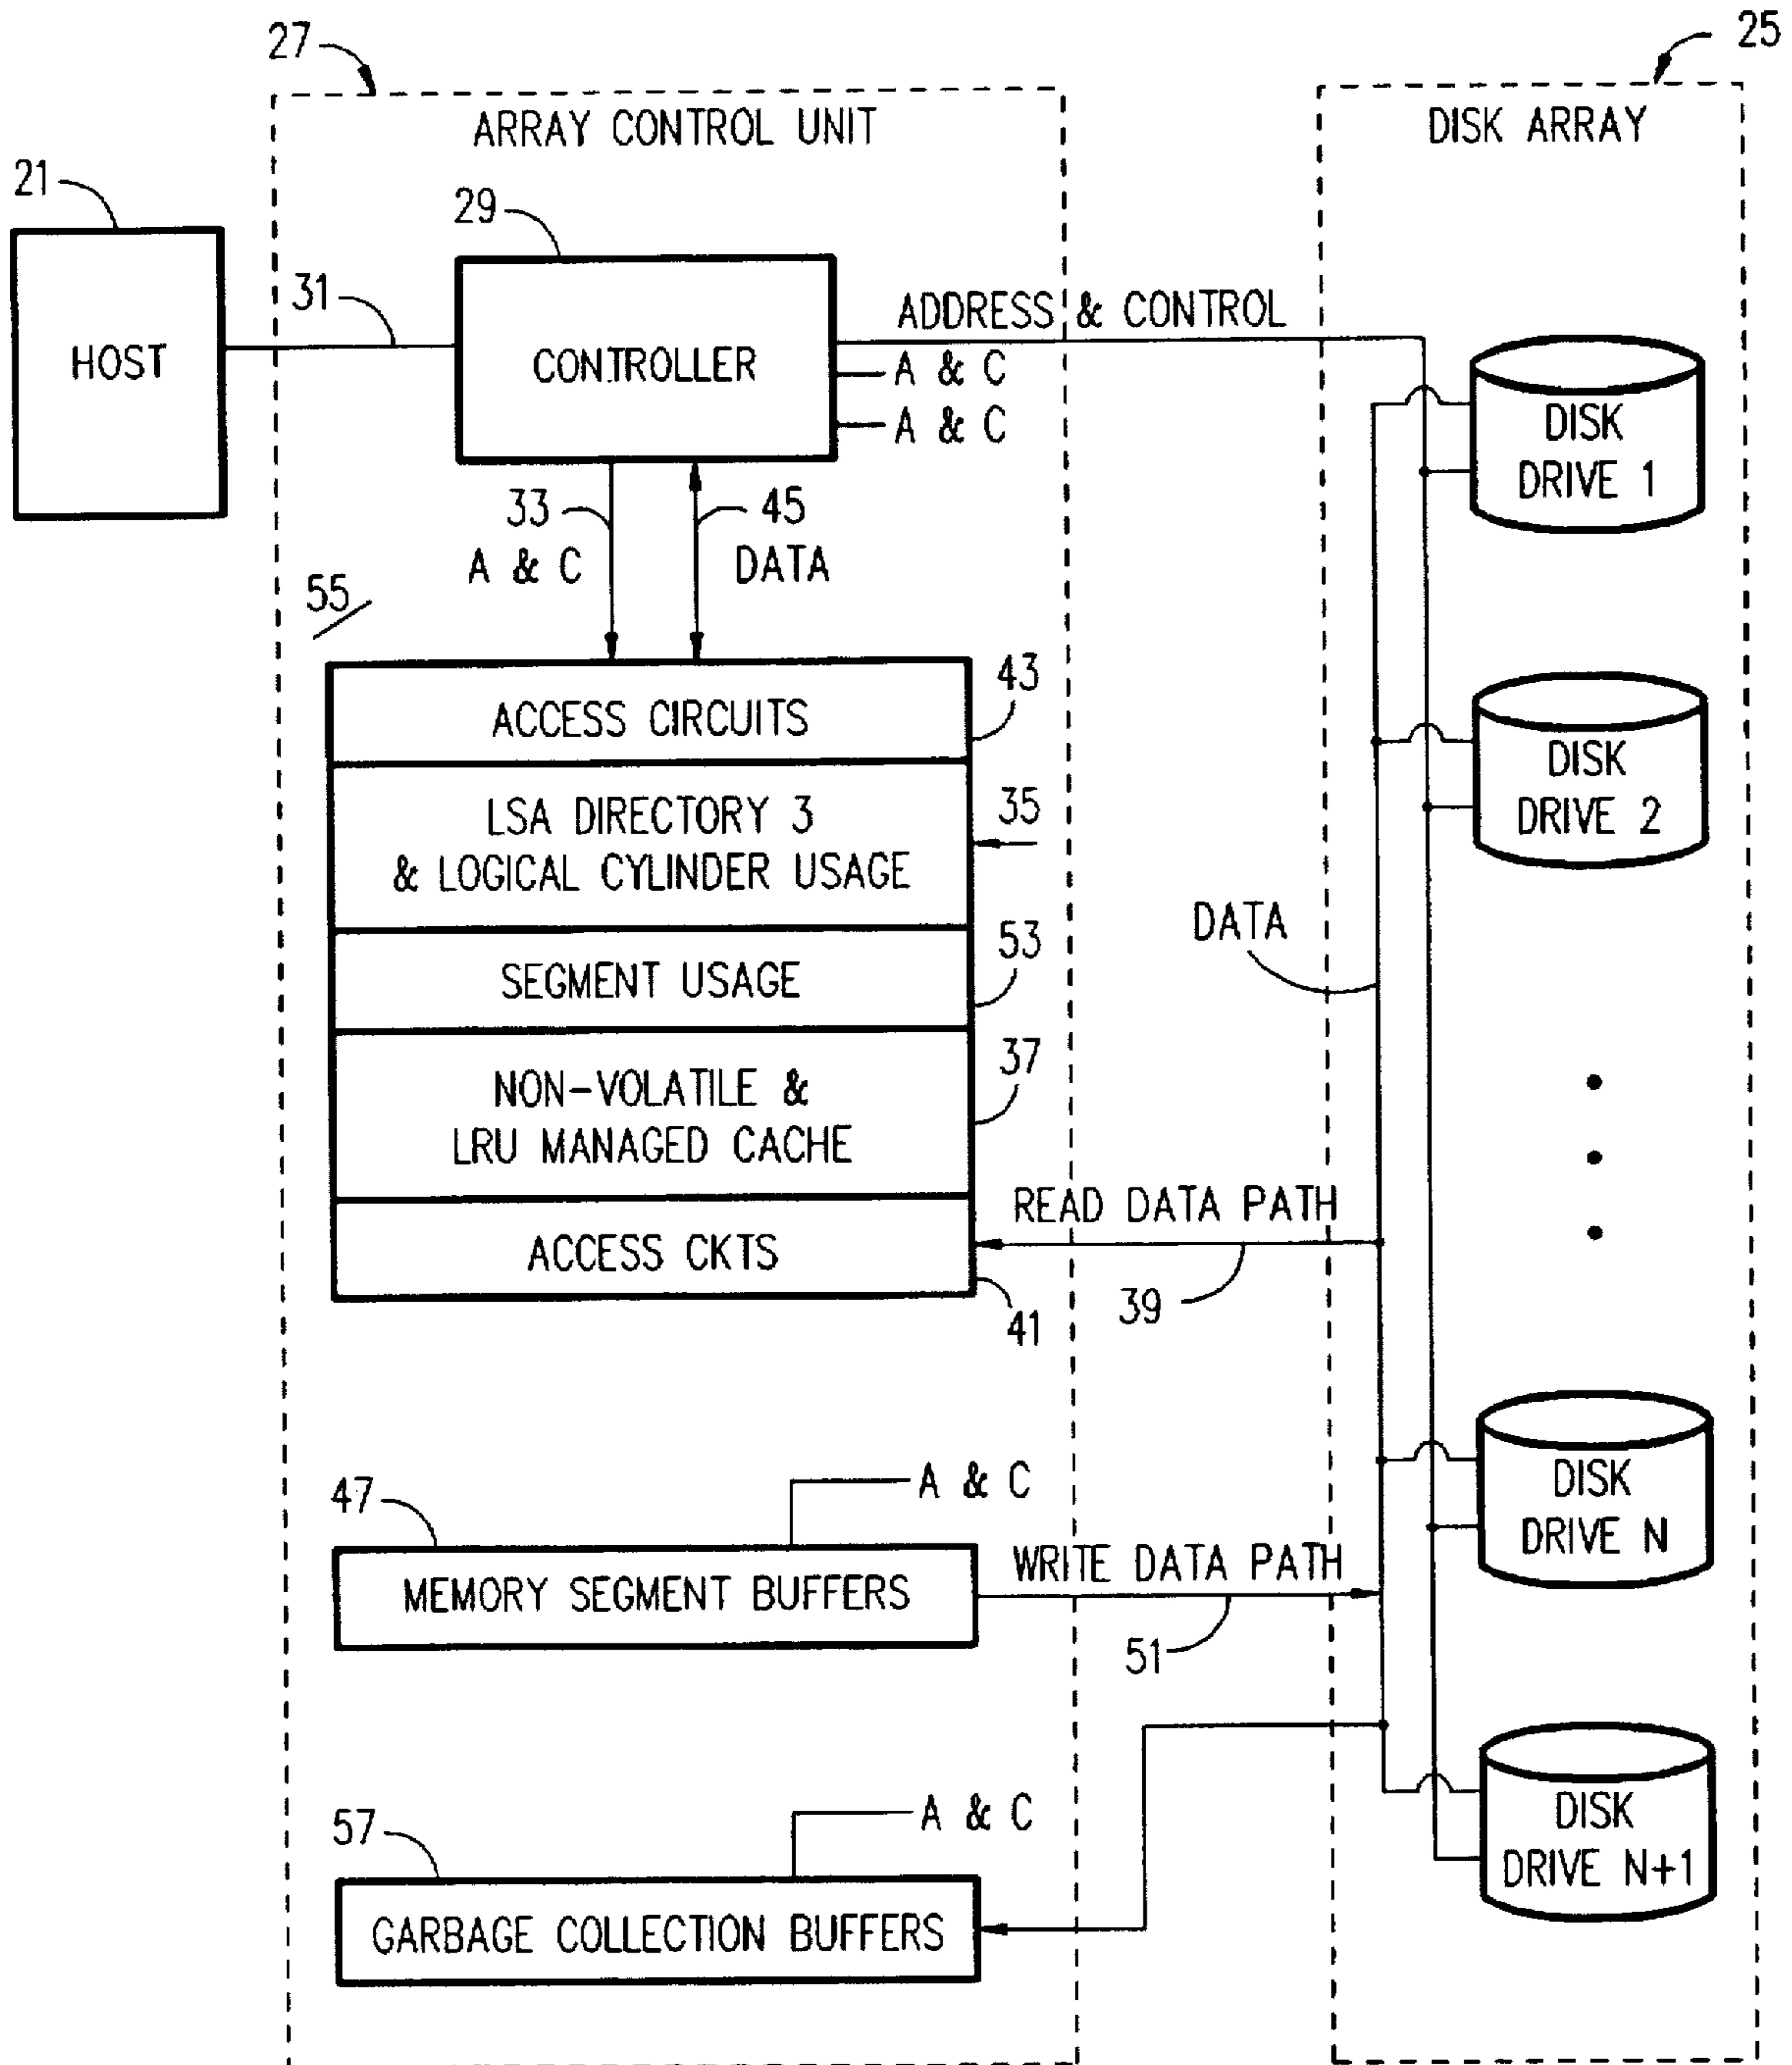 27
25
ARRAY CONTROL UNIT
DISK ARRAY
21
29
HOST
31
CONTROLLER
ADDRESS & CONTROL
A & C
A & C
DISK
DRIVE 1
33
A & C
45
DATA
55
ACCESS CIRCUITS
43
LSA DIRECTORY 3
& LOGICAL CYLINDER USAGE
35
DISK
DRIVE 2
SEGMENT USAGE
53
DATA
NON-VOLATILE &
LRU MANAGED CACHE
37
ACCESS CKTS
41
READ DATA PATH
39
47
A & C
MEMORY SEGMENT BUFFERS
WRITE DATA PATH
51
DISK
DRIVE N
57
A & C
GARBAGE COLLECTION BUFFERS
DISK
DRIVE N+1